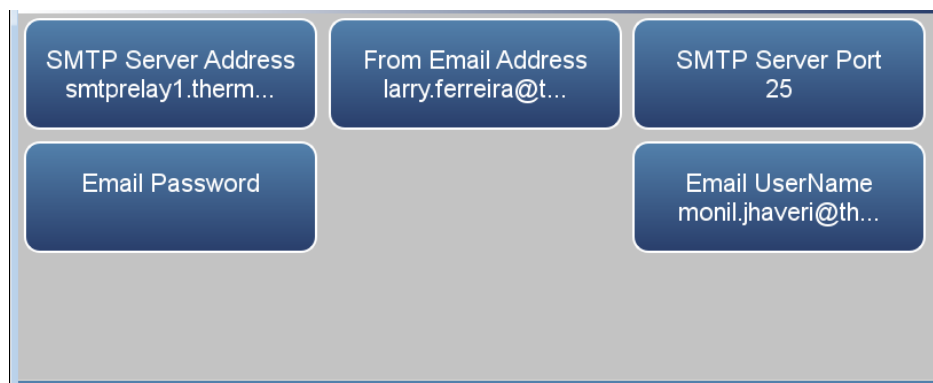 SMTP Server Address
smtprelay1.therm...
From Email Address
larry.ferreira@t...
SMTP Server Port
25
Email Password
Email UserName
monil.jhaveri@th...